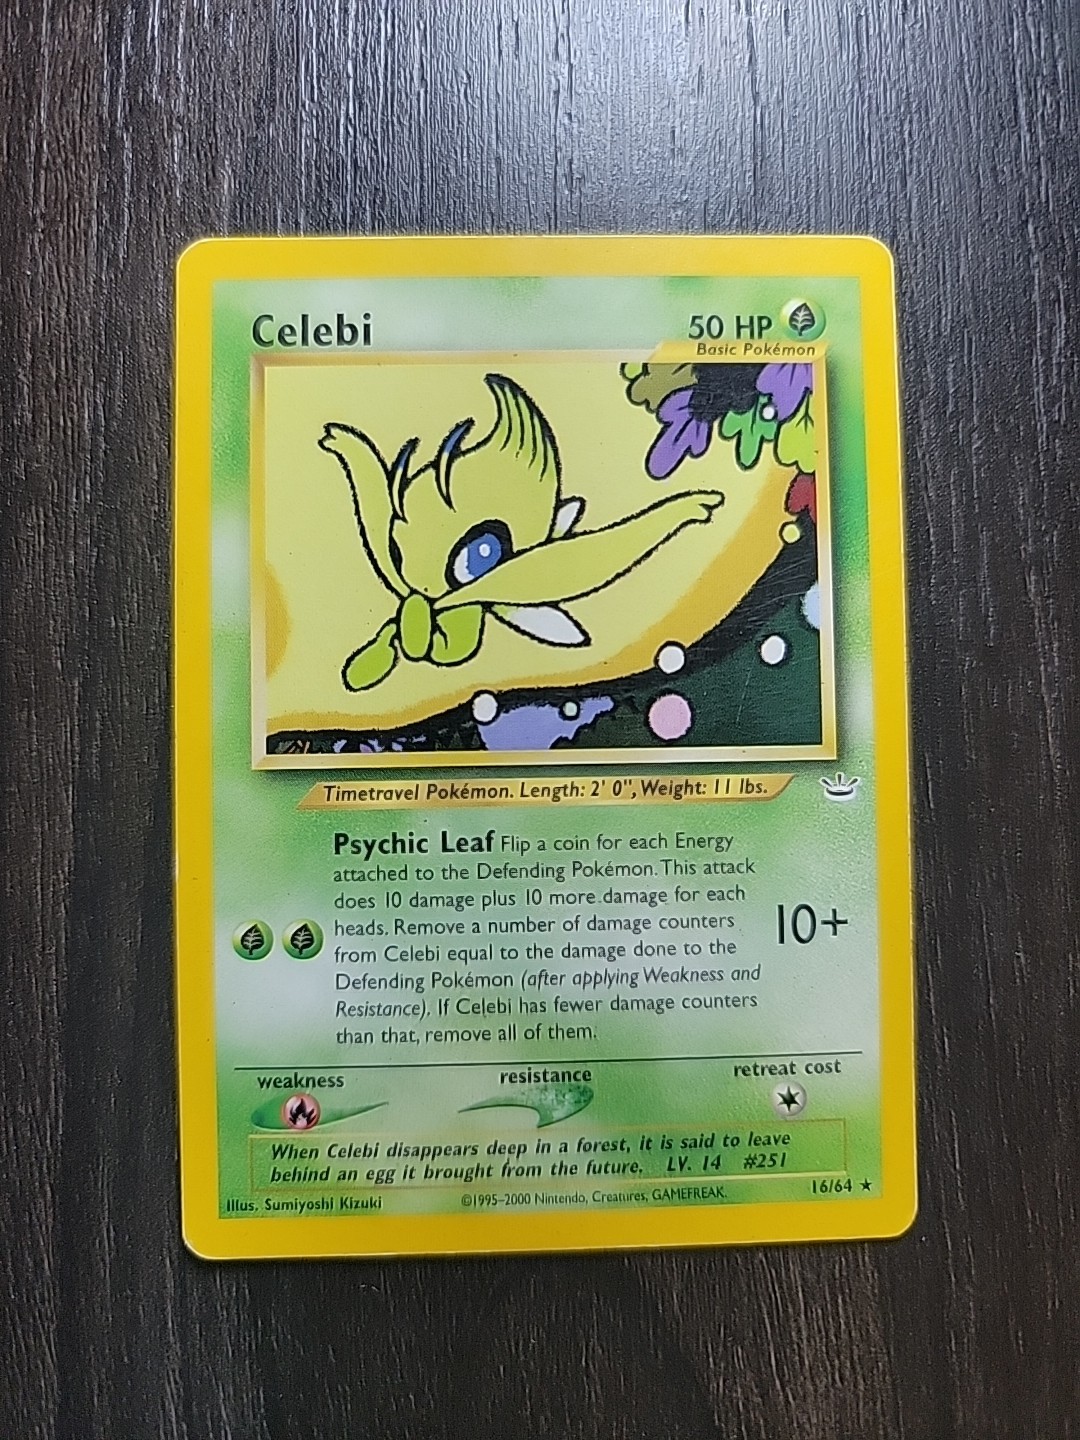 Celebi
50 HP
Basic Pokémon
Timetravel Pokémon. Length: 2' 0", Weight: 11 lbs.
Psychic Leaf Flip a coin for each Energy
attached to the Defending Pokémon. This attack
does 10 damage plus 10 more damage for each
heads. Remove a number of damage counters
from Celebi equal to the damage done to the
Defending Pokémon (after applying Weakness and
Resistance). If Celebi has fewer damage counters
than that, remove all of them.
10+
weakness
resistance
retreat cost
When Celebi disappears deep in a forest, it is said to leave
behind an egg it brought from the future. LV. 14 #251
Illus. Sumiyoshi Kizuki
©1995–2000 Nintendo, Creatures, GAMEFREAK.
16/64 ★